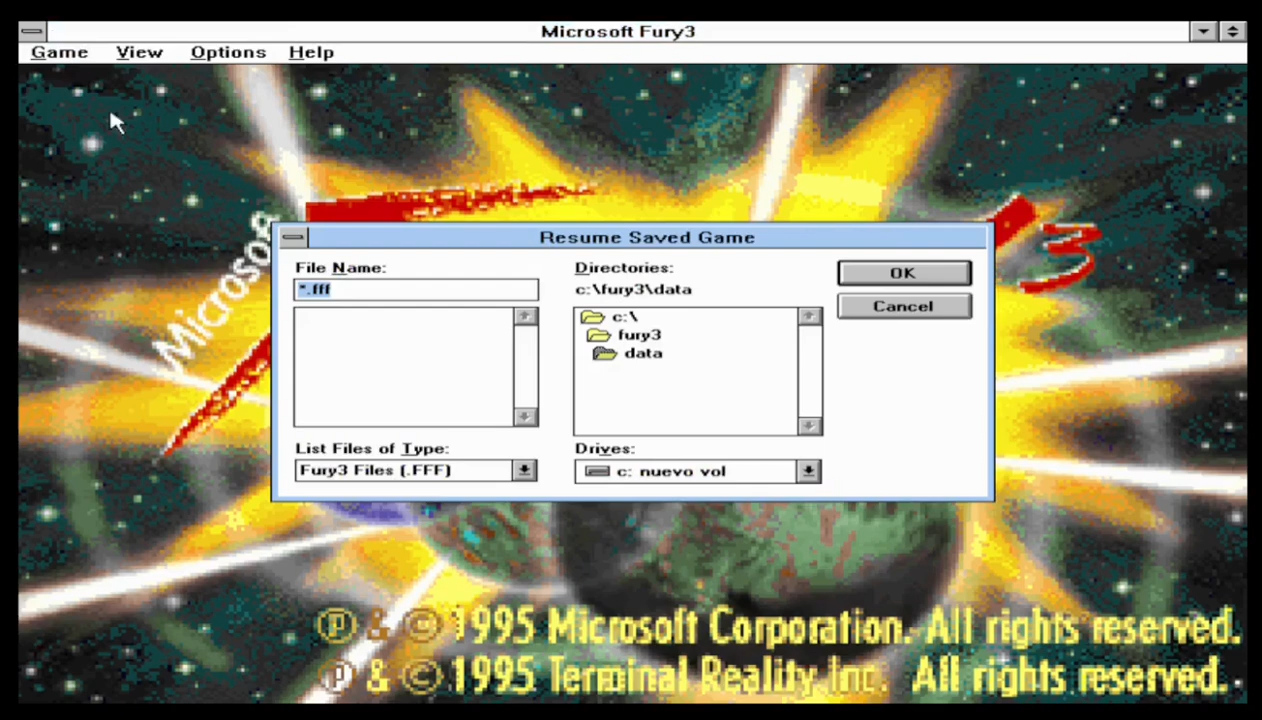 Microsoft Fury3
Game View Options Help
Microsoft
3
Resume Saved Game
File Name:
*.fff
Directories:
c:\fury3\data
c:\
fury3
data
OK
Cancel
List Files of Type:
Fury3 Files (.FFF)
Drives:
c: nuevo vol
Ⓟ & © 1995 Microsoft Corporation. All rights reserved.
Ⓟ & © 1995 Terminal Reality Inc. All rights reserved.